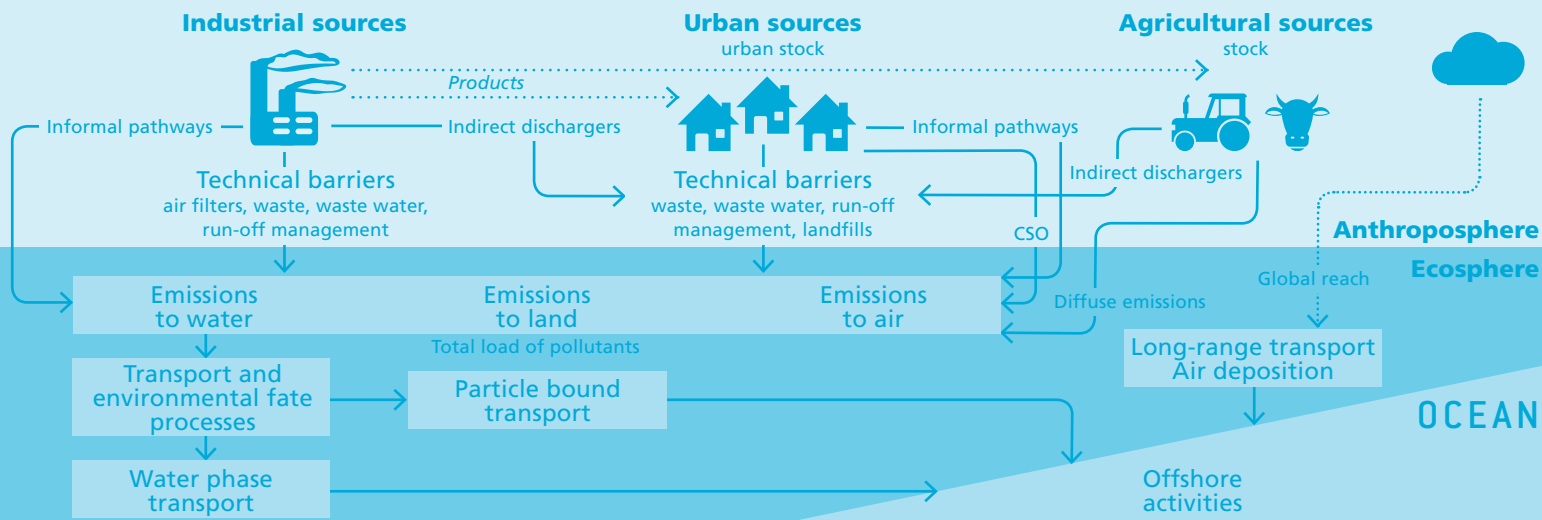 Industrial sources
Urban sources
urban stock
Agricultural sources
stock
Products
Informal pathways
Indirect dischargers
Informal pathways
Indirect dischargers
Technical barriers
air filters, waste, waste water,
run-off management
Technical barriers
waste, waste water, run-off
management, landfills
CSO
Anthroposphere
Ecosphere
Global reach
Emissions
to water
Emissions
to land
Emissions
to air
Diffuse emissions
Total load of pollutants
Long-range transport
Air deposition
Transport and
environmental fate
processes
Particle bound
transport
OCEAN
Water phase
transport
Offshore
activities